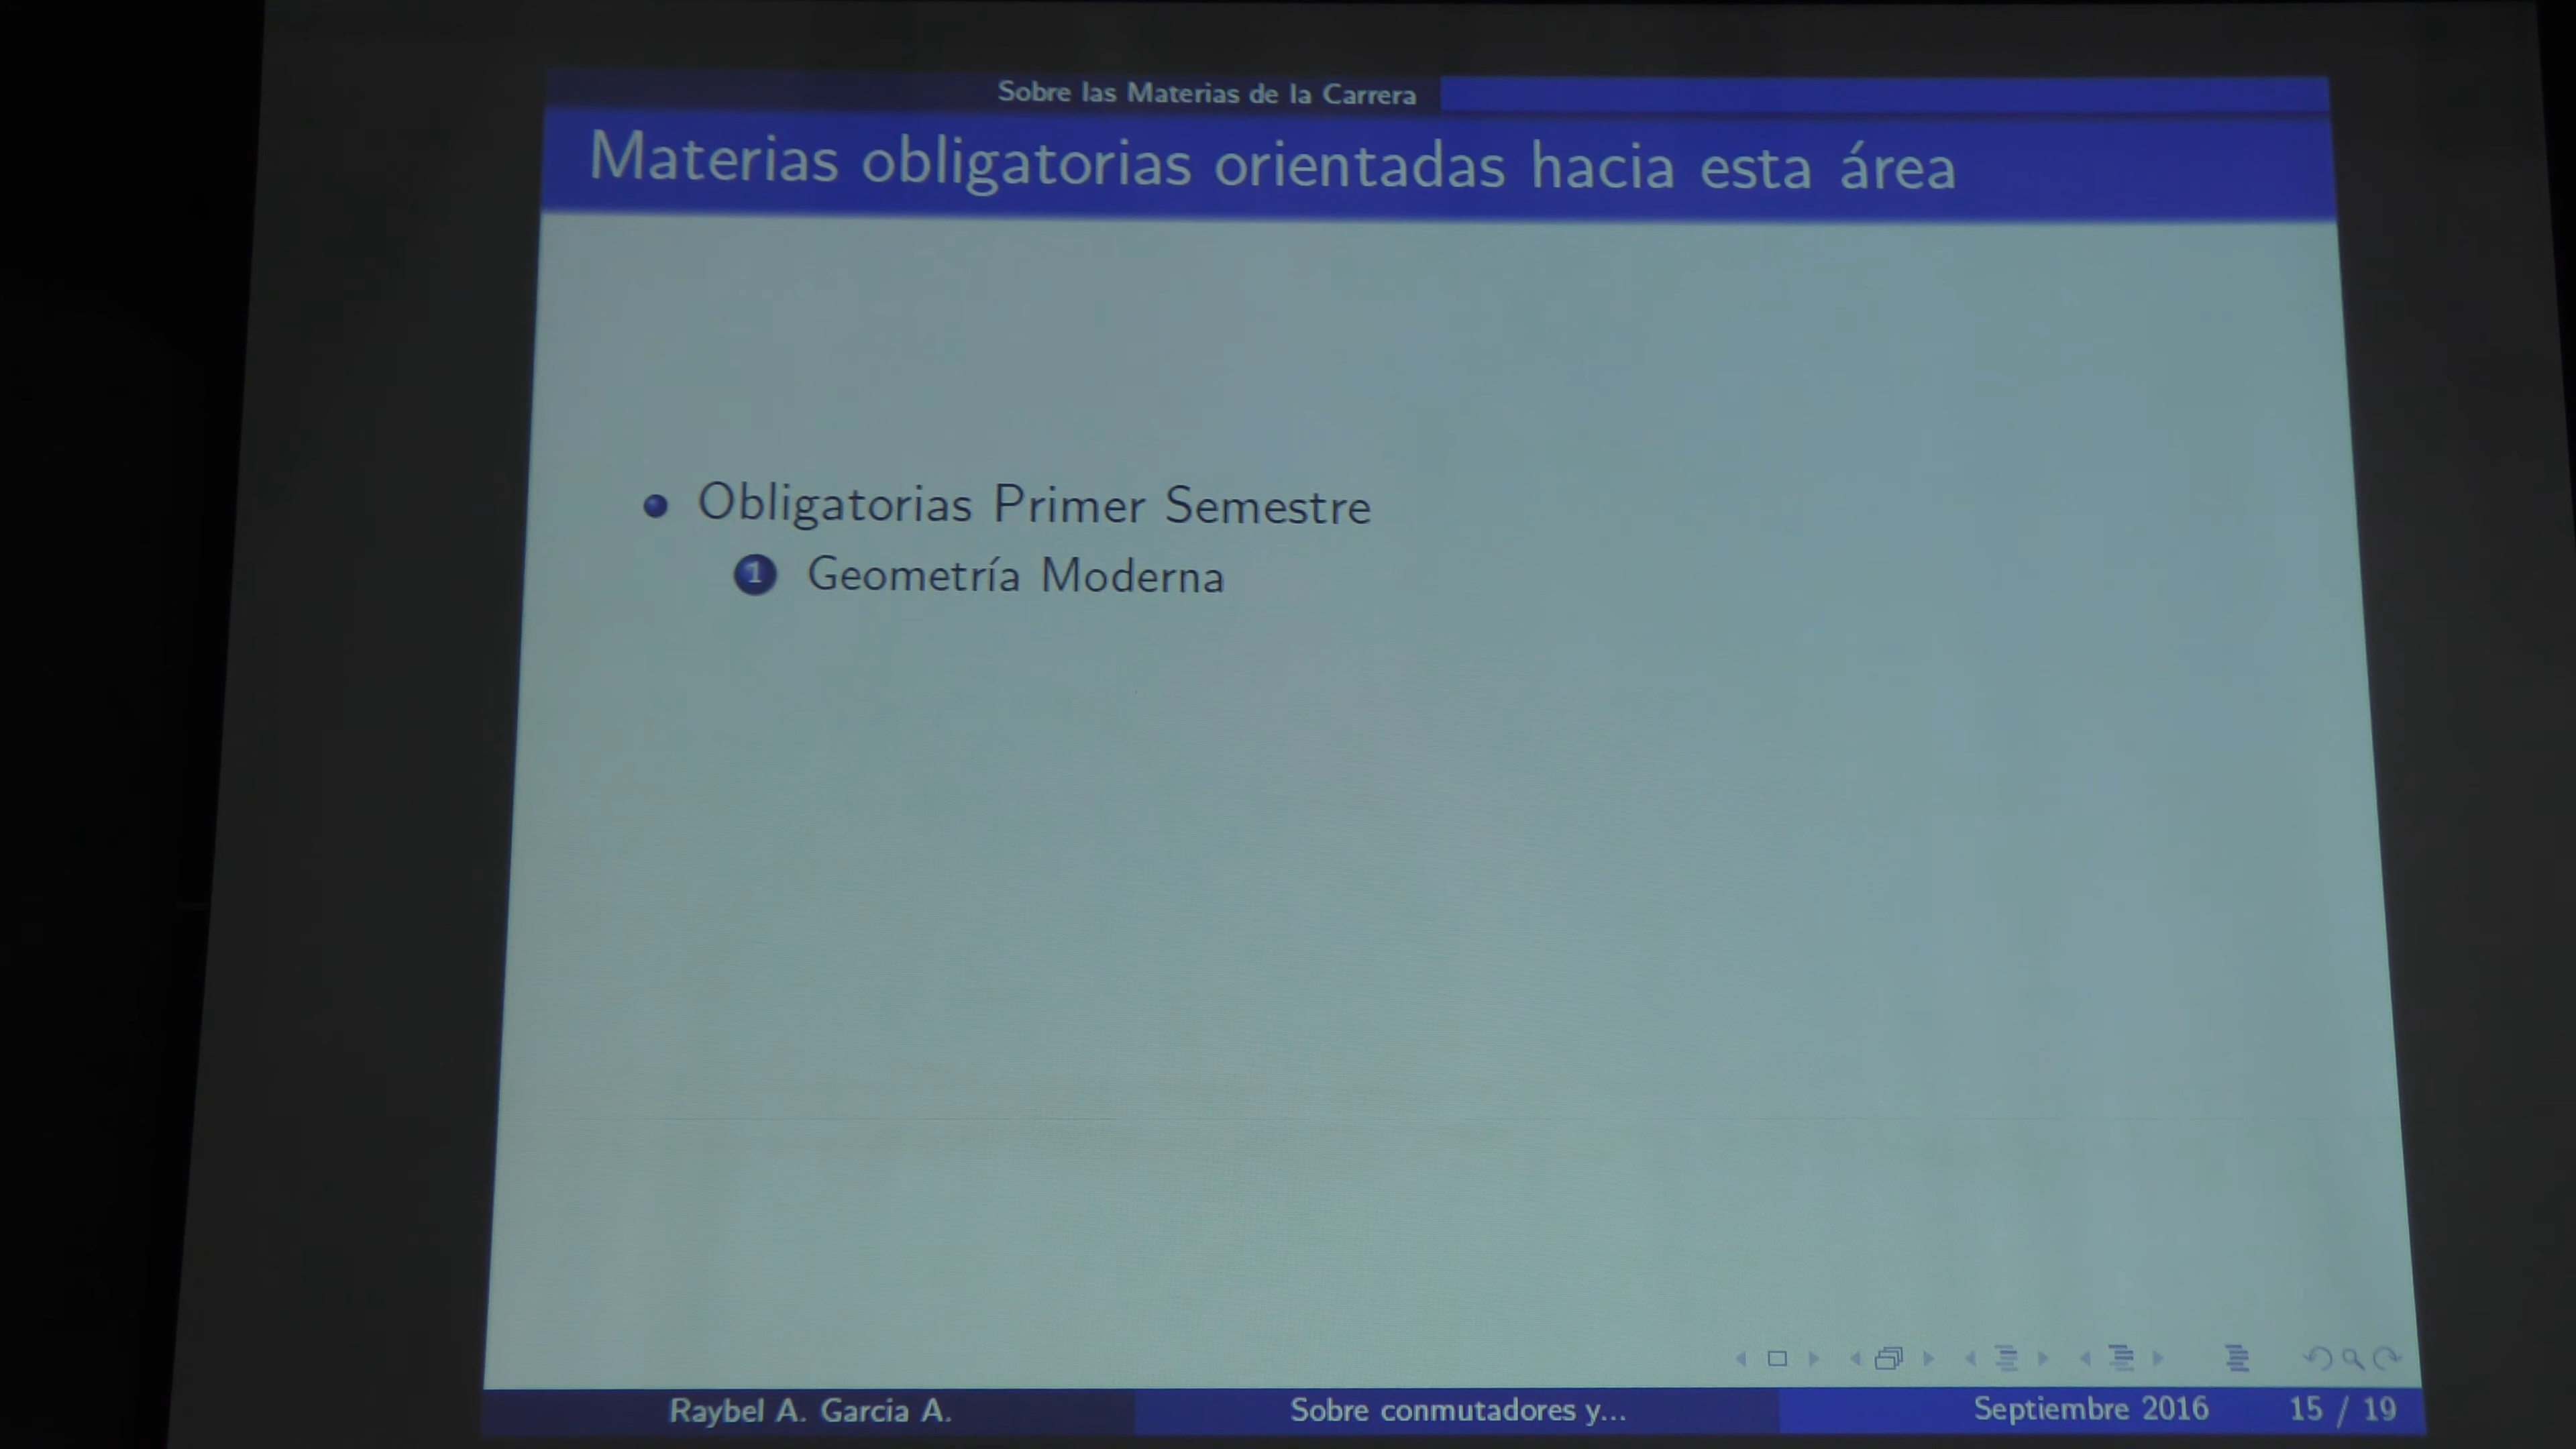 Sobre las Materias de la Carrera
Materias obligatorias orientadas hacia esta área
Obligatorias Primer Semestre
1 Geometría Moderna
Raybel A. Garcia A. Sobre conmutadores y... Septiembre 2016 15 / 19